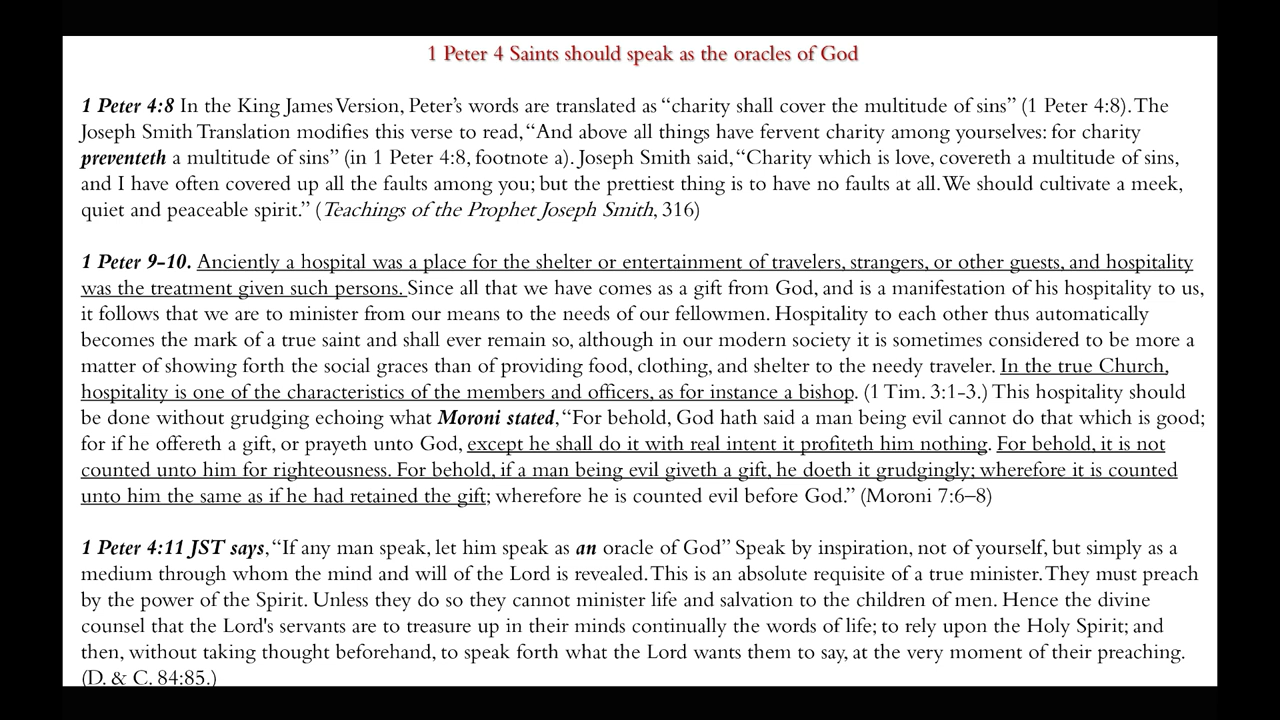 1 Peter 4 Saints should speak as the oracles of God
1 Peter 4:8 In the King James Version, Peter’s words are translated as “charity shall cover the multitude of sins” (1 Peter 4:8). The
Joseph Smith Translation modifies this verse to read, “And above all things have fervent charity among yourselves: for charity
preventeth a multitude of sins” (in 1 Peter 4:8, footnote a). Joseph Smith said, “Charity which is love, covereth a multitude of sins,
and I have often covered up all the faults among you; but the prettiest thing is to have no faults at all. We should cultivate a meek,
quiet and peaceable spirit.” (Teachings of the Prophet Joseph Smith, 316)
1 Peter 9-10. Anciently a hospital was a place for the shelter or entertainment of travelers, strangers, or other guests, and hospitality
was the treatment given such persons. Since all that we have comes as a gift from God, and is a manifestation of his hospitality to us,
it follows that we are to minister from our means to the needs of our fellowmen. Hospitality to each other thus automatically
becomes the mark of a true saint and shall ever remain so, although in our modern society it is sometimes considered to be more a
matter of showing forth the social graces than of providing food, clothing, and shelter to the needy traveler. In the true Church,
hospitality is one of the characteristics of the members and officers, as for instance a bishop. (1 Tim. 3:1-3.) This hospitality should
be done without grudging echoing what Moroni stated, “For behold, God hath said a man being evil cannot do that which is good;
for if he offereth a gift, or prayeth unto God, except he shall do it with real intent it profiteth him nothing. For behold, it is not
counted unto him for righteousness. For behold, if a man being evil giveth a gift, he doeth it grudgingly; wherefore it is counted
unto him the same as if he had retained the gift; wherefore he is counted evil before God.” (Moroni 7:6–8)
1 Peter 4:11 JST says, “If any man speak, let him speak as an oracle of God” Speak by inspiration, not of yourself, but simply as a
medium through whom the mind and will of the Lord is revealed. This is an absolute requisite of a true minister. They must preach
by the power of the Spirit. Unless they do so they cannot minister life and salvation to the children of men. Hence the divine
counsel that the Lord's servants are to treasure up in their minds continually the words of life; to rely upon the Holy Spirit; and
then, without taking thought beforehand, to speak forth what the Lord wants them to say, at the very moment of their preaching.
(D. & C. 84:85.)